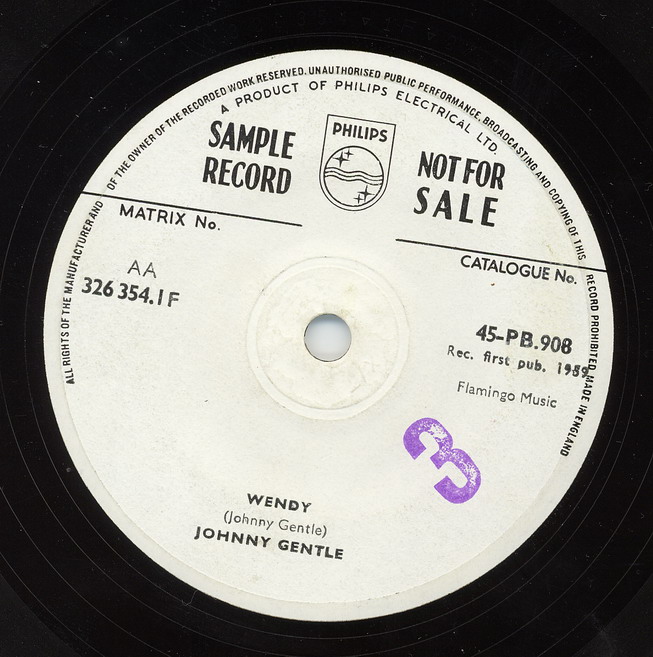 ALL RIGHTS OF THE MANUFACTURER AND OF THE OWNER OF THE RECORDED WORK RESERVED. UNAUTHORISED PUBLIC PERFORMANCE, BROADCASTING AND COPYING OF THIS RECORD PROHIBITED. MADE IN ENGLAND
A PRODUCT OF PHILIPS ELECTRICAL LTD.
SAMPLE
RECORD
PHILIPS
NOT FOR
SALE
MATRIX No.
AA
326 354.1F
CATALOGUE No.
45-PB.908
Rec. first pub. 1959
Flamingo Music
3
WENDY
(Johnny Gentle)
JOHNNY GENTLE